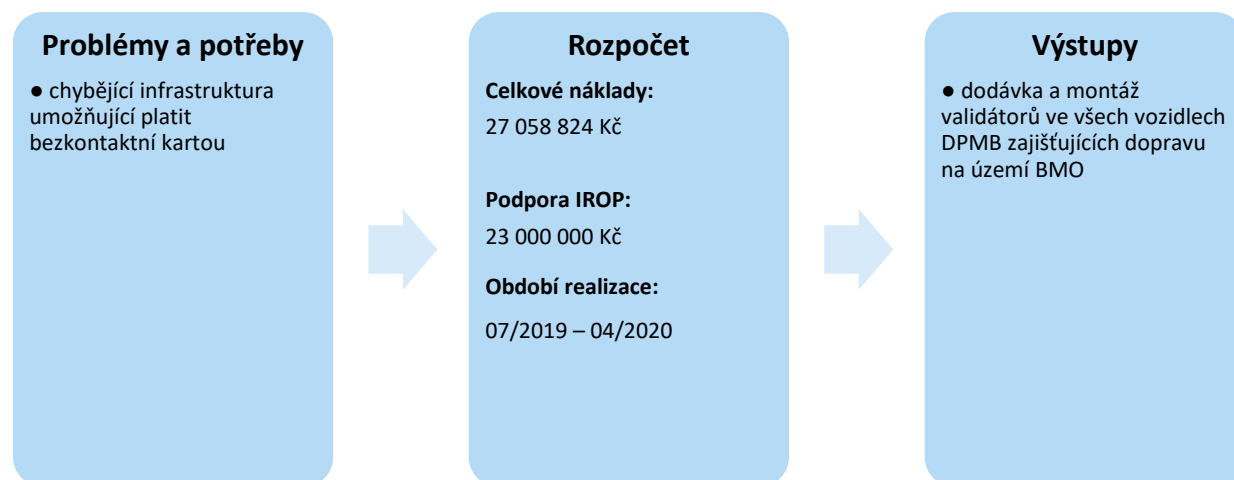 Problémy a potřeby
● chybějící infrastruktura
umožňující platit
bezkontaktní kartou
Rozpočet
Celkové náklady:
27 058 824 Kč
Podpora IROP:
23 000 000 Kč
Období realizace:
07/2019 – 04/2020
Výstupy
● dodávka a montáž
validátorů ve všech vozidlech
DPMB zajišťujících dopravu
na území BMO